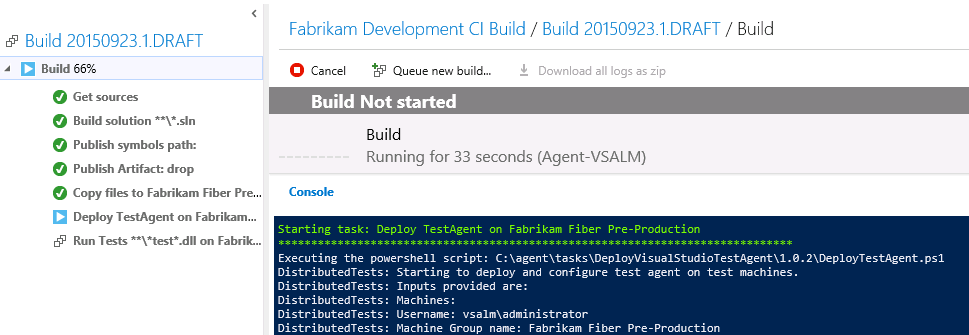 Build 20150923.1.DRAFT
Build 66%
Get sources
Build solution **\*.sln
Publish symbols path:
Publish Artifact: drop
Copy files to Fabrikam Fiber Pre...
Deploy TestAgent on Fabrikam...
Run Tests **\*test*.dll on Fabrik...
Fabrikam Development CI Build / Build 20150923.1.DRAFT / Build
Cancel Queue new build... Download all logs as zip
Build Not started
Build
Running for 33 seconds (Agent-VSALM)
Console
Starting task: Deploy TestAgent on Fabrikam Fiber Pre-Production
******************************************************************************
Executing the powershell script: C:\agent\tasks\DeployVisualStudioTestAgent\1.0.2\DeployTestAgent.ps1
DistributedTests: Starting to deploy and configure test agent on test machines.
DistributedTests: Inputs provided are:
DistributedTests: Machines:
DistributedTests: Username: vsalm\administrator
DistributedTests: Machine Group name: Fabrikam Fiber Pre-Production